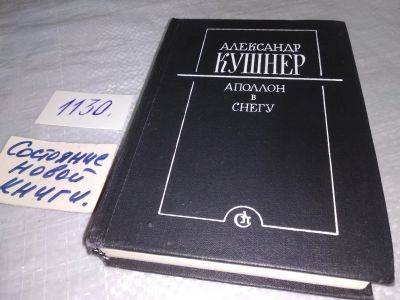 АЛЕКСАНДР
КУШНЕР
АПОЛЛОН
В
СНЕГУ
1130.
Состояние
новой
книги.